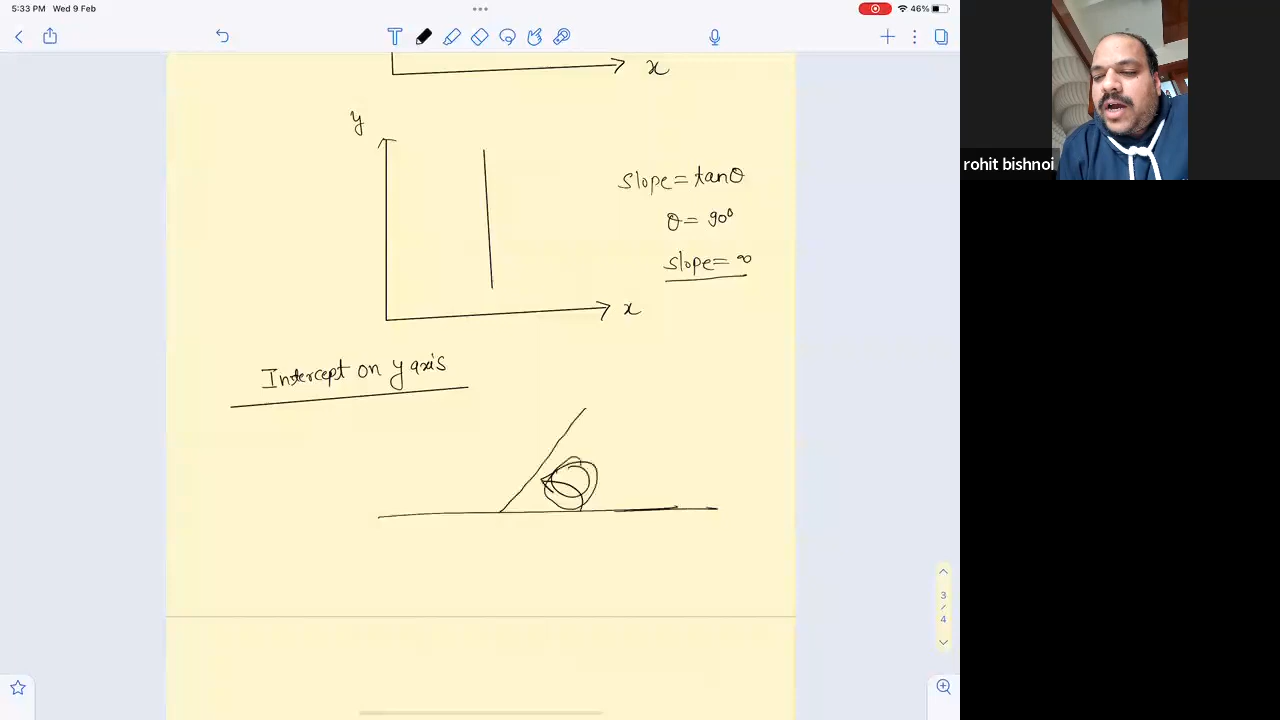 5:33 PM Wed 9 Feb
46%
T
x
y
slope = tanθ
θ = 90°
slope = ∞
x
Intercept on y axis
3
/
4
rohit bishnoi